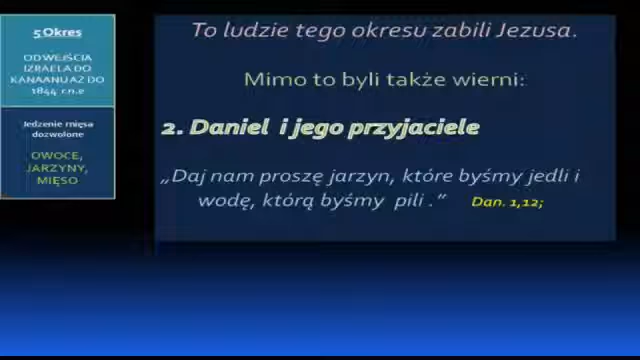 5 Okres
OD WEJŚCIA
IZRAELA DO
KANAANU AŻ DO
1844 r.n.e
Jedzenie mięsa
dozwolone
OWOCE,
JARZYNY,
MIĘSO
To ludzie tego okresu zabili Jezusa.
Mimo to byli także wierni:
2. Daniel i jego przyjaciele
„Daj nam proszę jarzyn, które byśmy jedli i
wodę, którą byśmy pili .” Dan. 1,12;